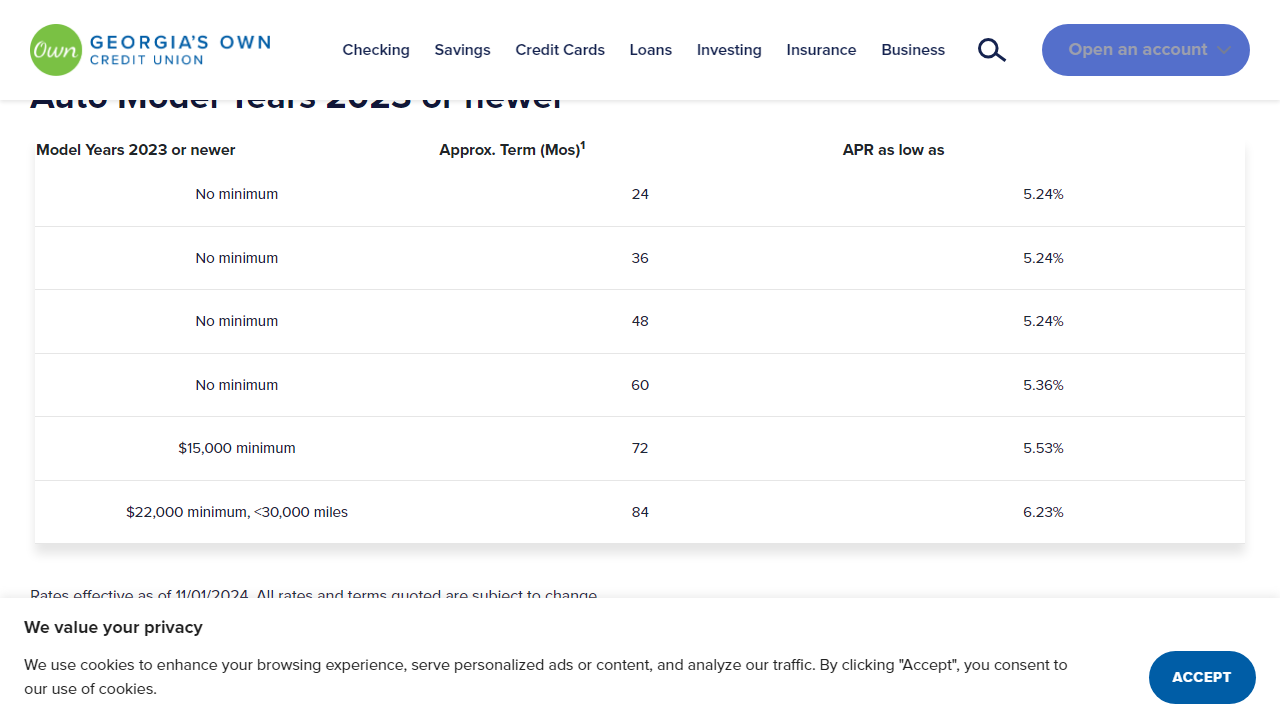 Own GEORGIA'S OWN
CREDIT UNION
Checking Savings Credit Cards Loans Investing Insurance Business Open an account
Auto Model Years 2023 or newer
Model Years 2023 or newer Approx. Term (Mos)1 APR as low as
No minimum 24 5.24%
No minimum 36 5.24%
No minimum 48 5.24%
No minimum 60 5.36%
$15,000 minimum 72 5.53%
$22,000 minimum, <30,000 miles 84 6.23%
Rates effective as of 11/01/2024. All rates and terms quoted are subject to change.
We value your privacy
We use cookies to enhance your browsing experience, serve personalized ads or content, and analyze our traffic. By clicking "Accept", you consent to
our use of cookies.
ACCEPT